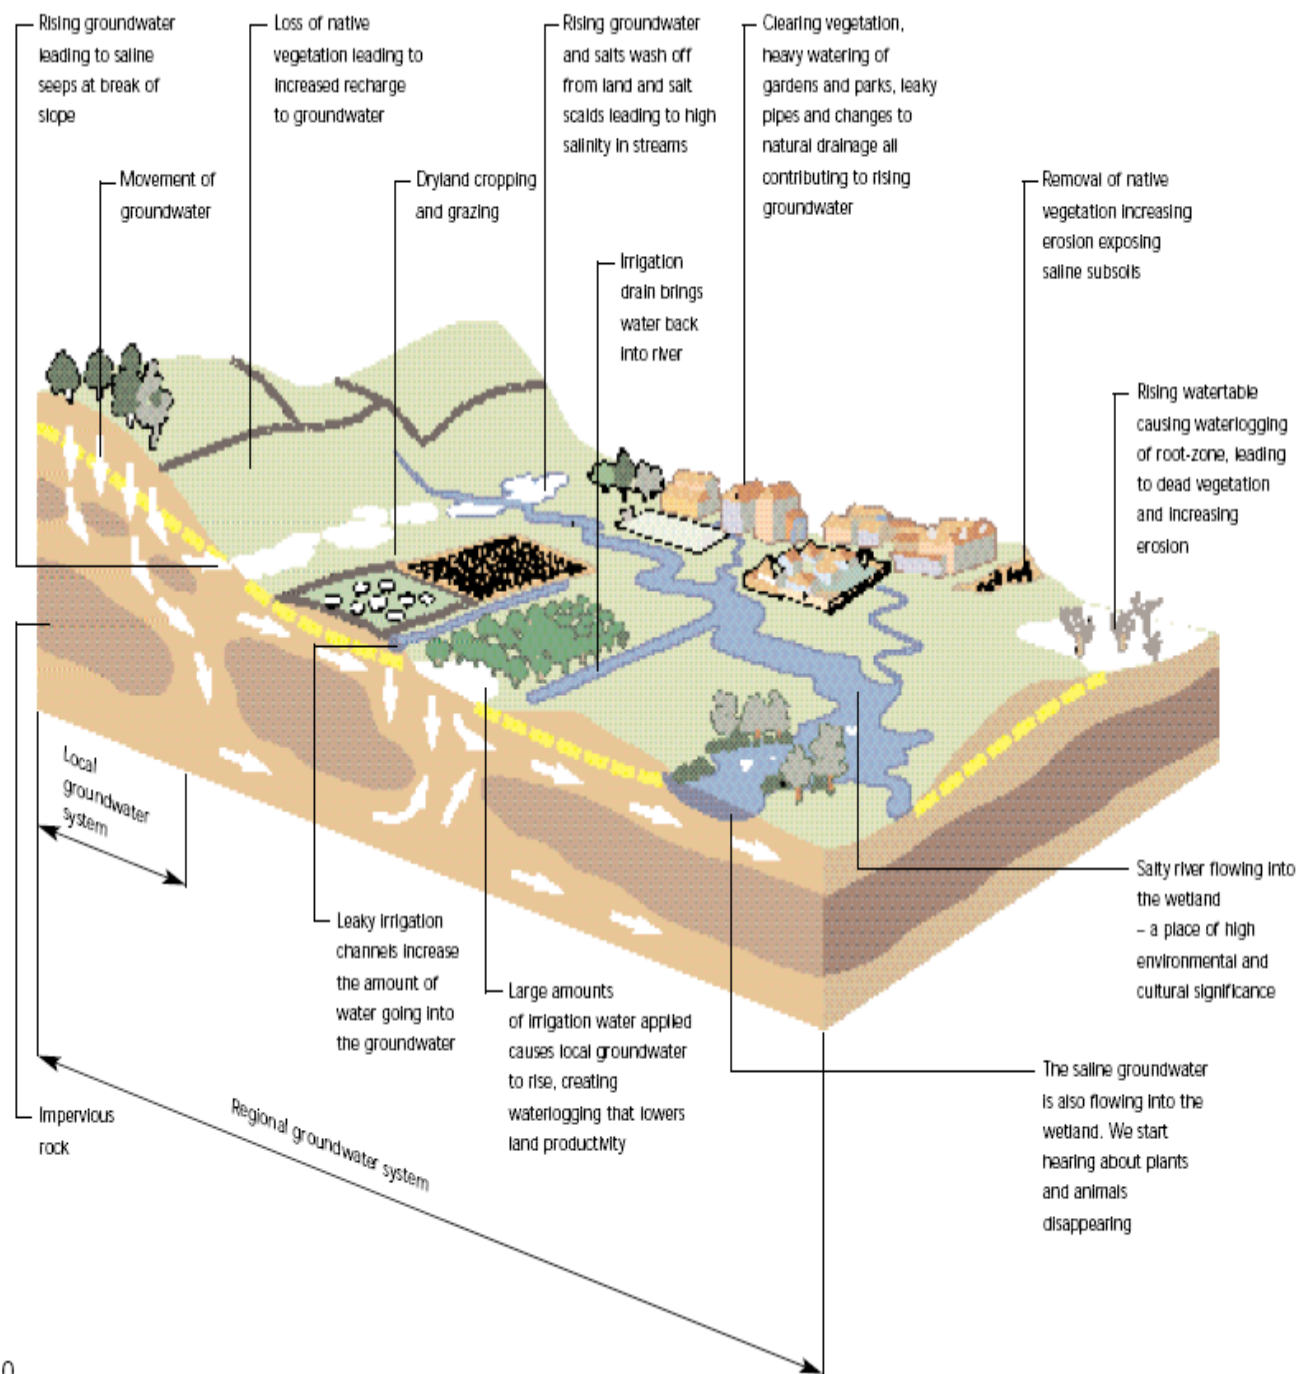 Rising groundwater
leading to saline
seeps at break of
slope
Loss of native
vegetation leading to
increased recharge
to groundwater
Rising groundwater
and salts wash off
from land and salt
scalds leading to high
salinity in streams
Clearing vegetation,
heavy watering of
gardens and parks, leaky
pipes and changes to
natural drainage all
contributing to rising
groundwater
Movement of
groundwater
Dryland cropping
and grazing
Removal of native
vegetation increasing
erosion exposing
saline subsoils
Irrigation
drain brings
water back
into river
Rising watertable
causing waterlogging
of root-zone, leading
to dead vegetation
and increasing
erosion
Local
groundwater
system
Salty river flowing into
the wetland
– a place of high
environmental and
cultural significance
Leaky irrigation
channels increase
the amount of
water going into
the groundwater
Large amounts
of irrigation water applied
causes local groundwater
to rise, creating
waterlogging that lowers
land productivity
The saline groundwater
is also flowing into the
wetland. We start
hearing about plants
and animals
disappearing
Impervious
rock
Regional groundwater system
0